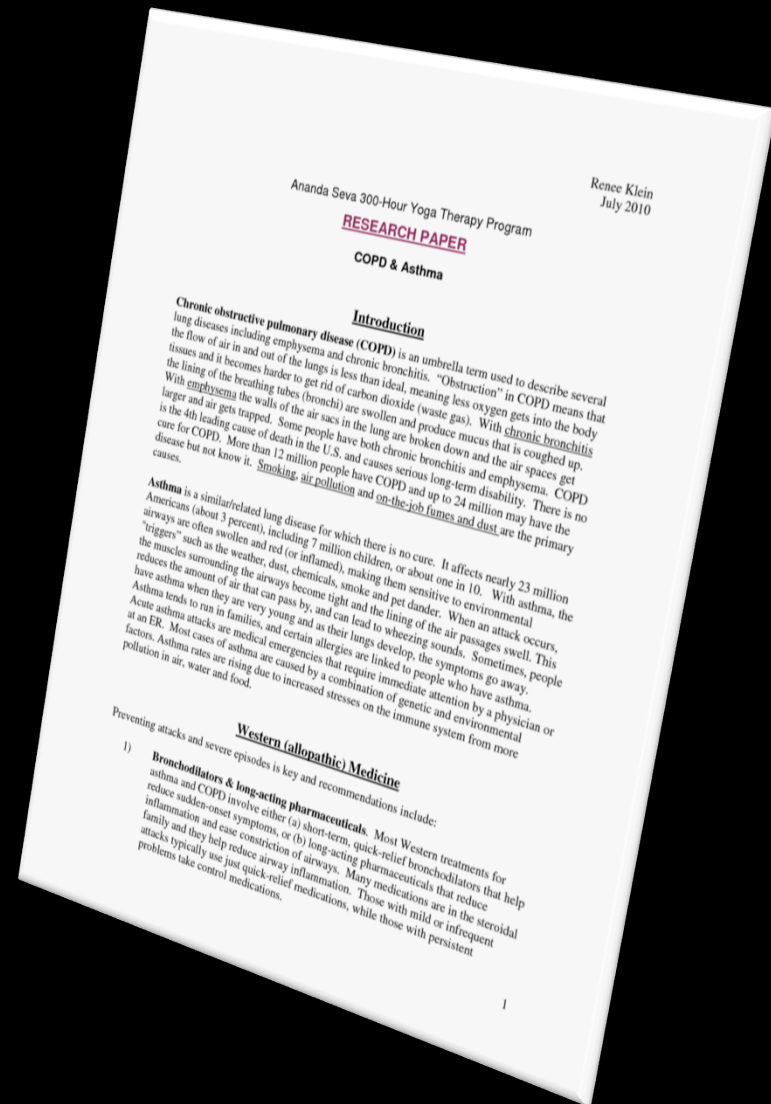 Renee Klein
July 2010
Ananda Seva 300-Hour Yoga Therapy Program
RESEARCH PAPER
COPD & Asthma
Introduction
Chronic obstructive pulmonary disease (COPD) is an umbrella term used to describe several
lung diseases including emphysema and chronic bronchitis. “Obstruction” in COPD means that
the flow of air in and out of the lungs is less than ideal, meaning less oxygen gets into the body
tissues and it becomes harder to get rid of carbon dioxide (waste gas). With chronic bronchitis
the lining of the breathing tubes (bronchi) are swollen and produce mucus that is coughed up.
With emphysema the walls of the air sacs in the lung are broken down and the air spaces get
larger and air gets trapped. Some people have both chronic bronchitis and emphysema. COPD
is the 4th leading cause of death in the U.S. and causes serious long-term disability. There is no
cure for COPD. More than 12 million people have COPD and up to 24 million may have the
disease but not know it. Smoking, air pollution and on-the-job fumes and dust are the primary
causes.
Asthma is a similar/related lung disease for which there is no cure. It affects nearly 23 million
Americans (about 3 percent), including 7 million children, or about one in 10. With asthma, the
airways are often swollen and red (or inflamed), making them sensitive to environmental
“triggers” such as the weather, dust, chemicals, smoke and pet dander. When an attack occurs,
the muscles surrounding the airways become tight and the lining of the air passages swell. This
reduces the amount of air that can pass by, and can lead to wheezing sounds. Sometimes, people
have asthma when they are very young and as their lungs develop, the symptoms go away.
Asthma tends to run in families, and certain allergies are linked to people who have asthma.
Acute asthma attacks are medical emergencies that require immediate attention by a physician or
at an ER. Most cases of asthma are caused by a combination of genetic and environmental
factors. Asthma rates are rising due to increased stresses on the immune system from more
pollution in air, water and food.
Western (allopathic) Medicine
Preventing attacks and severe episodes is key and recommendations include:
1) Bronchodilators & long-acting pharmaceuticals. Most Western treatments for
asthma and COPD involve either (a) short-term, quick-relief bronchodilators that help
reduce sudden-onset symptoms, or (b) long-acting pharmaceuticals that reduce
inflammation and ease constriction of airways. Many medications are in the steroidal
family and they help reduce airway inflammation. Those with mild or infrequent
attacks typically use just quick-relief medications, while those with persistent
problems take control medications.
1